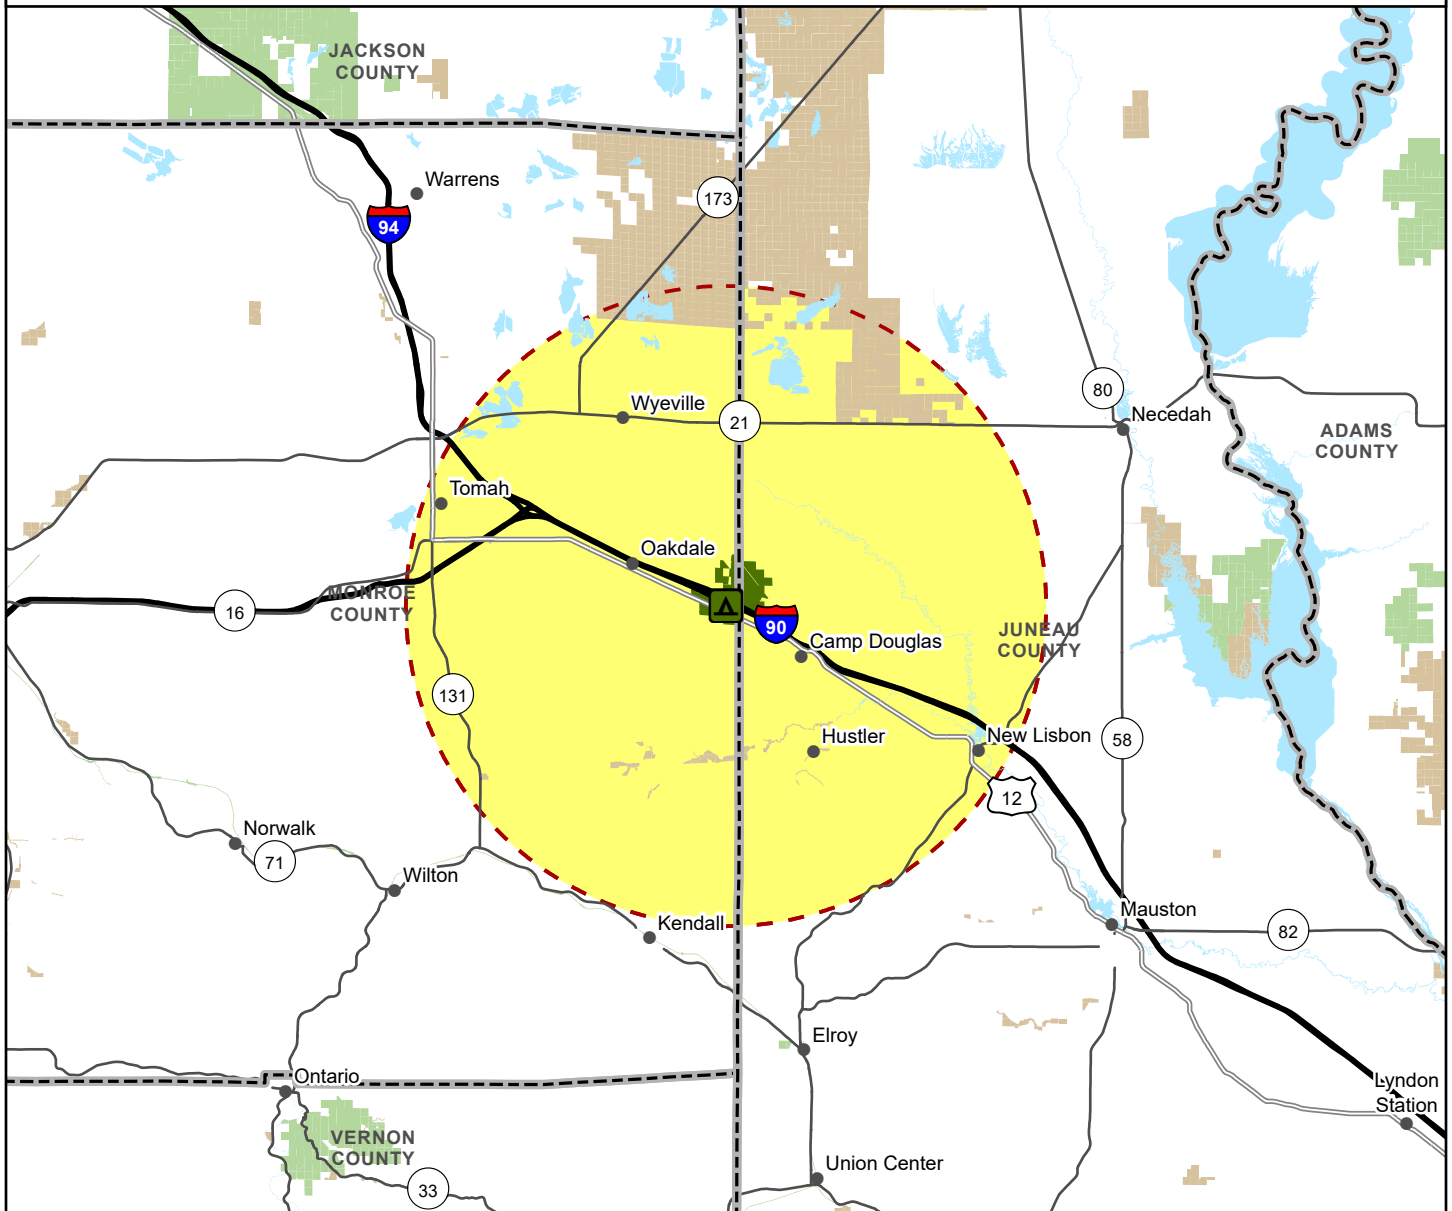 JACKSON
COUNTY
Warrens
173
94
80
Necedah
Wyeville
21
ADAMS
COUNTY
Tomah
Oakdale
MONROE
COUNTY
16
90
Camp Douglas
JUNEAU
COUNTY
131
Hustler
New Lisbon
58
12
Norwalk
71
Wilton
Kendall
Mauston
82
Elroy
Ontario
Lyndon
Station
VERNON
COUNTY
Union Center
33